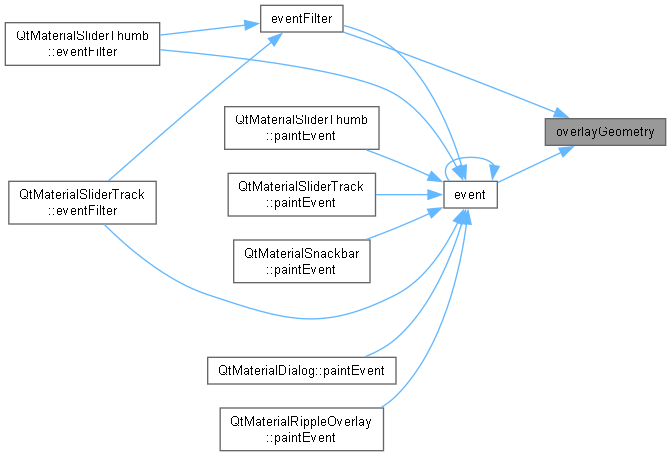 eventFilter
QtMaterialSliderThumb
::eventFilter
QtMaterialSliderThumb
::paintEvent
overlayGeometry
QtMaterialSliderTrack
::eventFilter
QtMaterialSliderTrack
::paintEvent
event
QtMaterialSnackbar
::paintEvent
QtMaterialDialog::paintEvent
QtMaterialRippleOverlay
::paintEvent